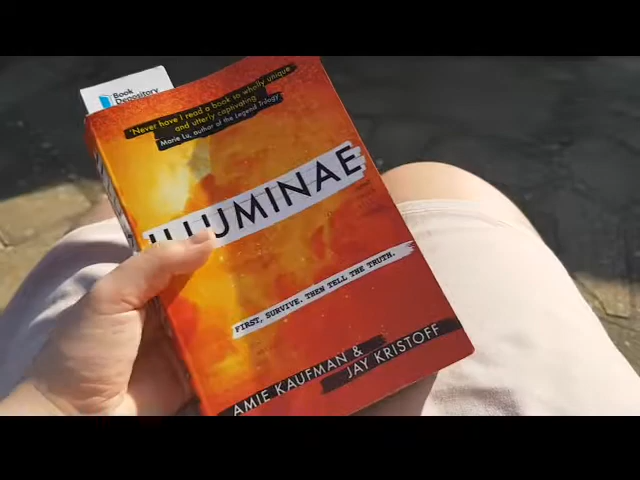 Book
Depository
"Never have I read a book to wholly unique
and utterly captivating."
Marie Lu, author of the Legend Trilogy
ILLUMINAE
FIRST, SURVIVE. THEN TELL THE TRUTH.
AMIE KAUFMAN &
JAY KRISTOFF